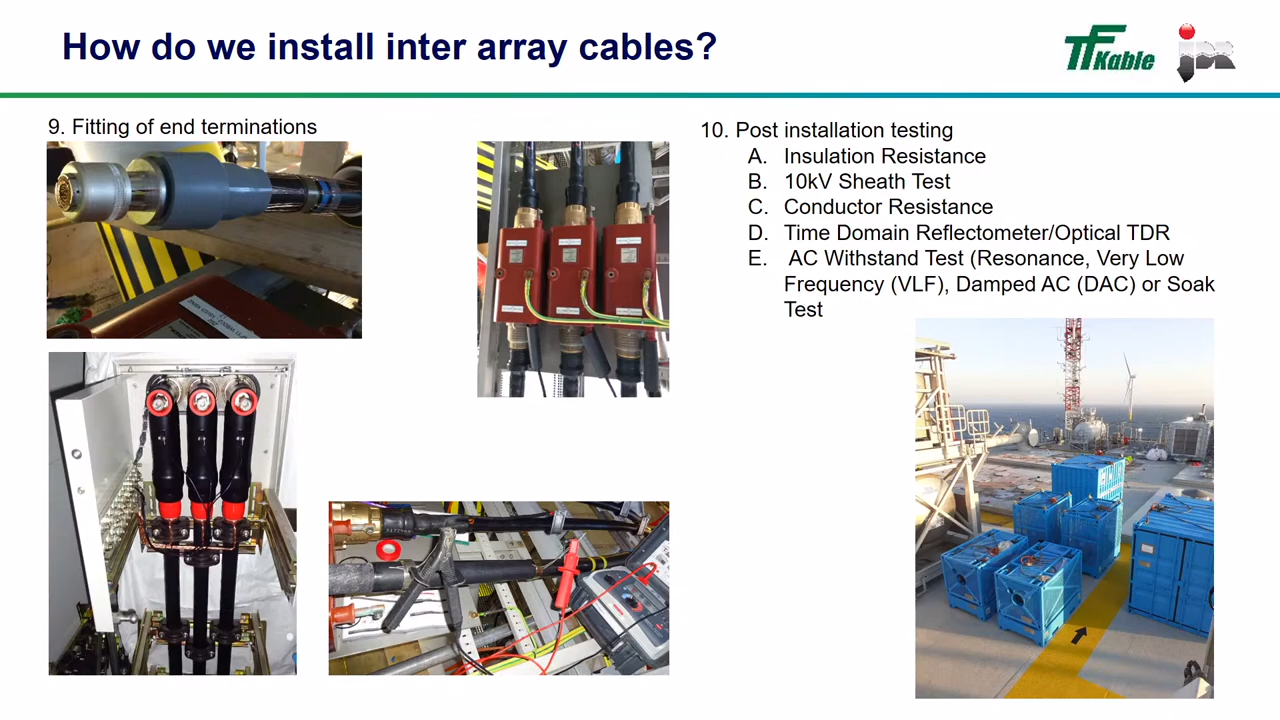 How do we install inter array cables?
TF Kable
jdr
9. Fitting of end terminations
10. Post installation testing
A. Insulation Resistance
B. 10kV Sheath Test
C. Conductor Resistance
D. Time Domain Reflectometer/Optical TDR
E. AC Withstand Test (Resonance, Very Low
Frequency (VLF), Damped AC (DAC) or Soak
Test